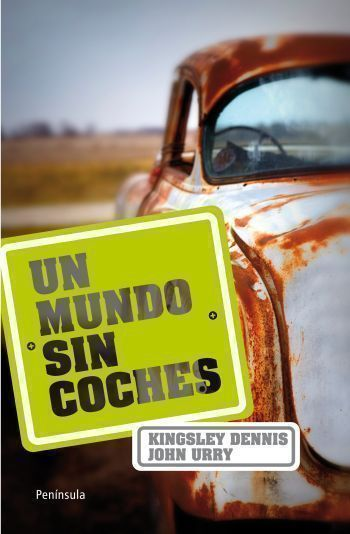 UN
MUNDO
SIN
COCHES.
KINGSLEY DENNIS
JOHN URRY
Península